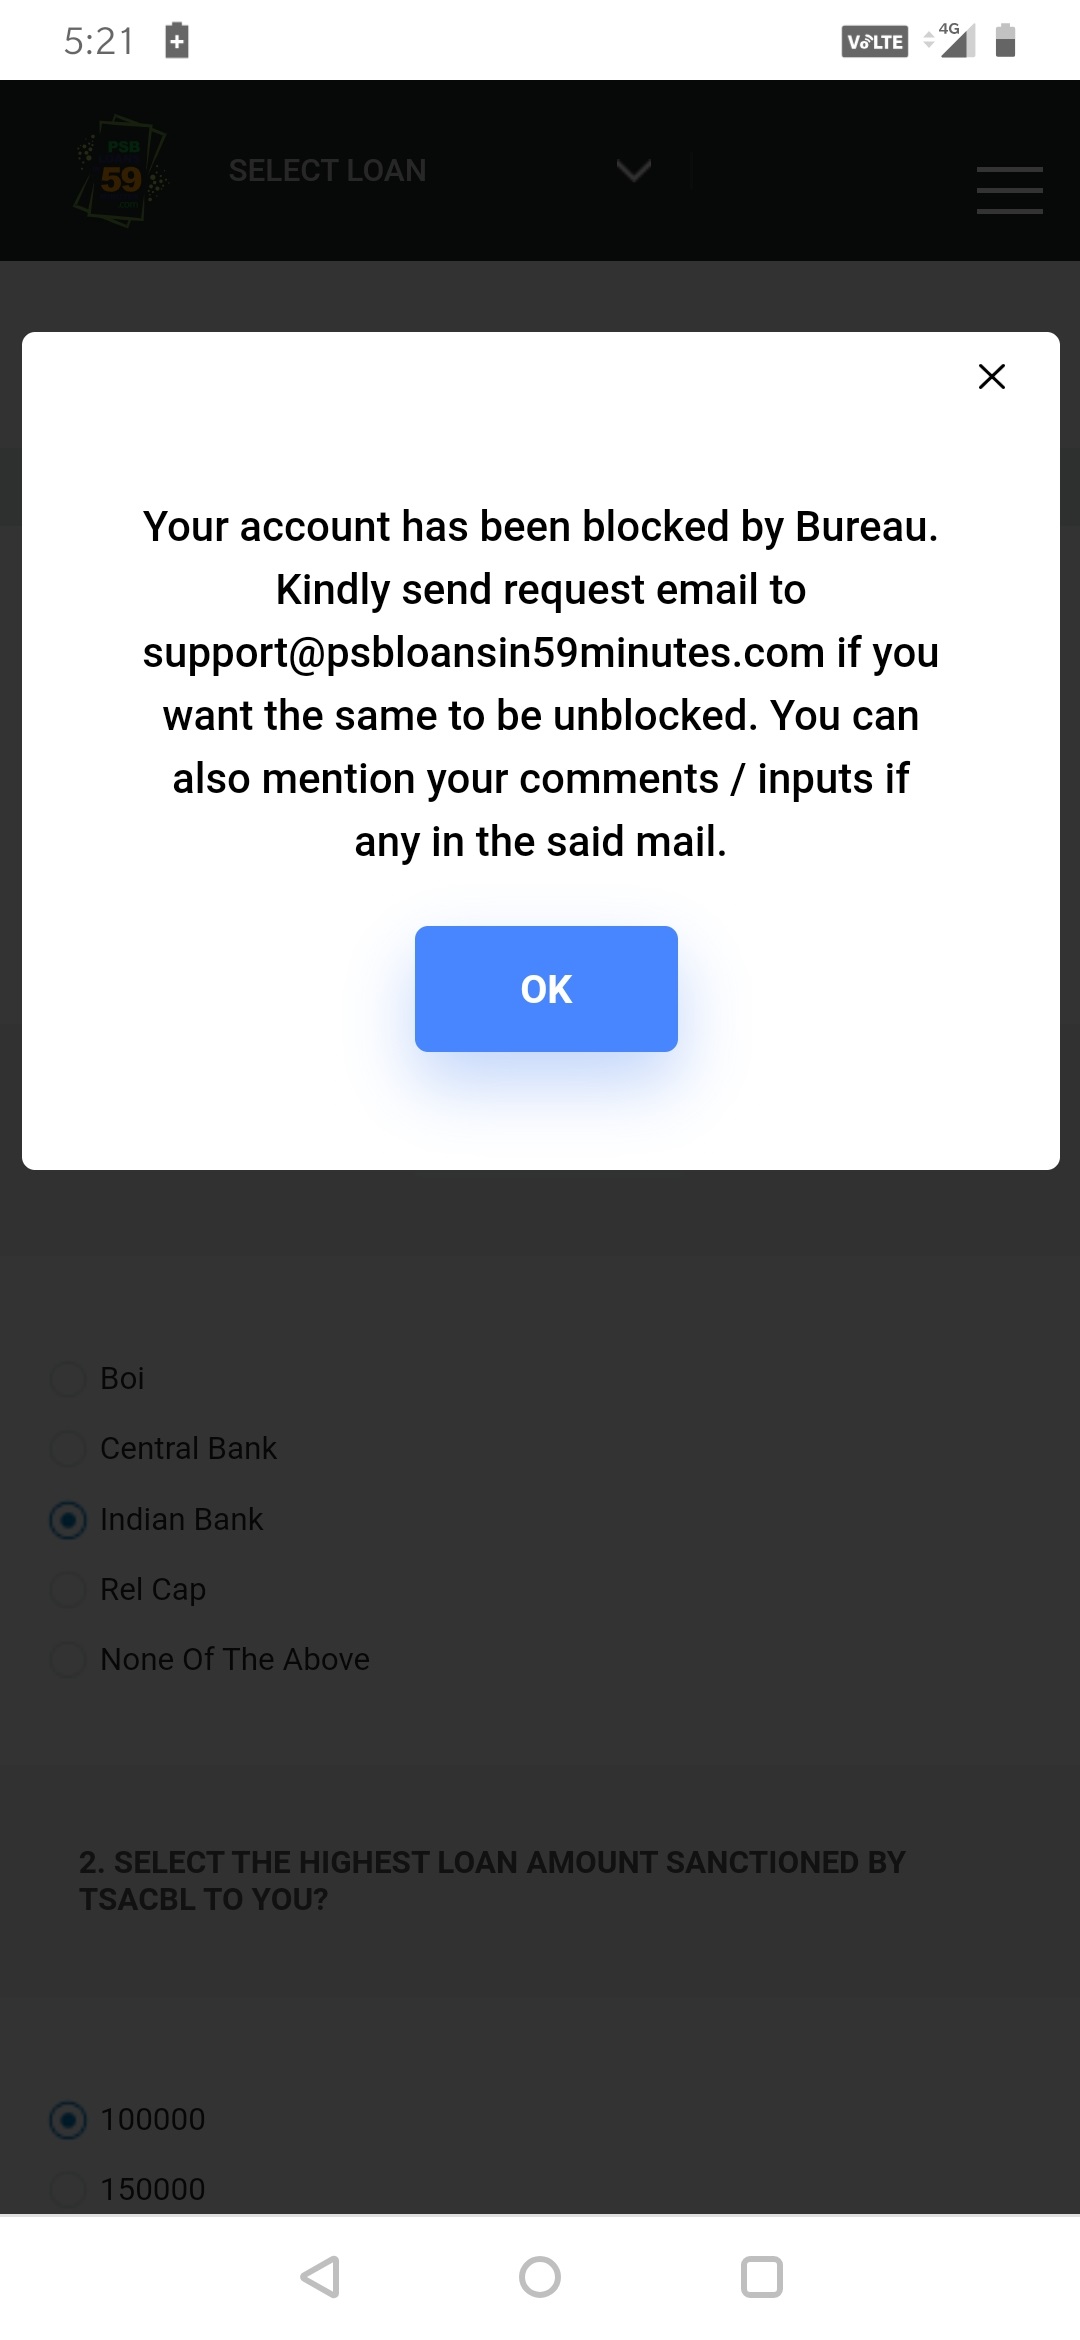 5:21
VoLTE 4G
PSB
59
.com
SELECT LOAN
Your account has been blocked by Bureau.
Kindly send request email to
support@psbloansin59minutes.com if you
want the same to be unblocked. You can
also mention your comments / inputs if
any in the said mail.
OK
Boi
Central Bank
Indian Bank
Rel Cap
None Of The Above
2. SELECT THE HIGHEST LOAN AMOUNT SANCTIONED BY
TSACBL TO YOU?
100000
150000